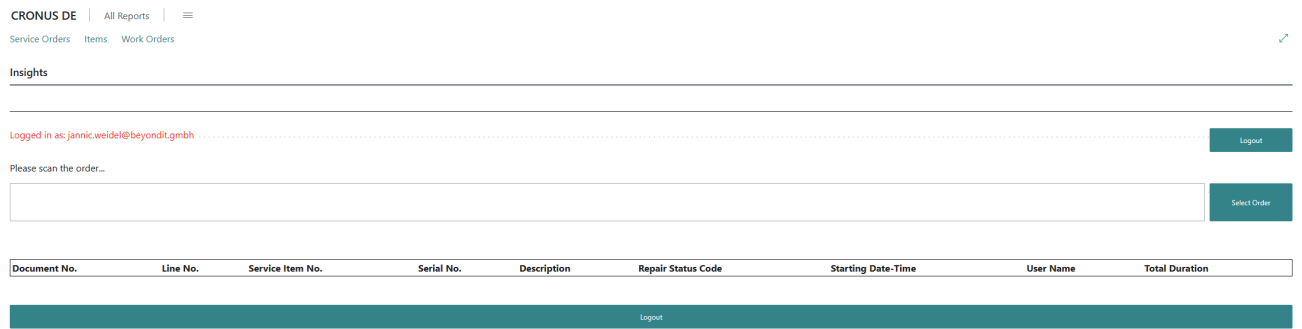 CRONUS DE All Reports
Service Orders Items Work Orders
Insights
Logged in as: jannic.weidel@beyondit.gmbh Logout
Please scan the order...
Select Order
Document No. Line No. Service Item No. Serial No. Description Repair Status Code Starting Date-Time User Name Total Duration
Logout